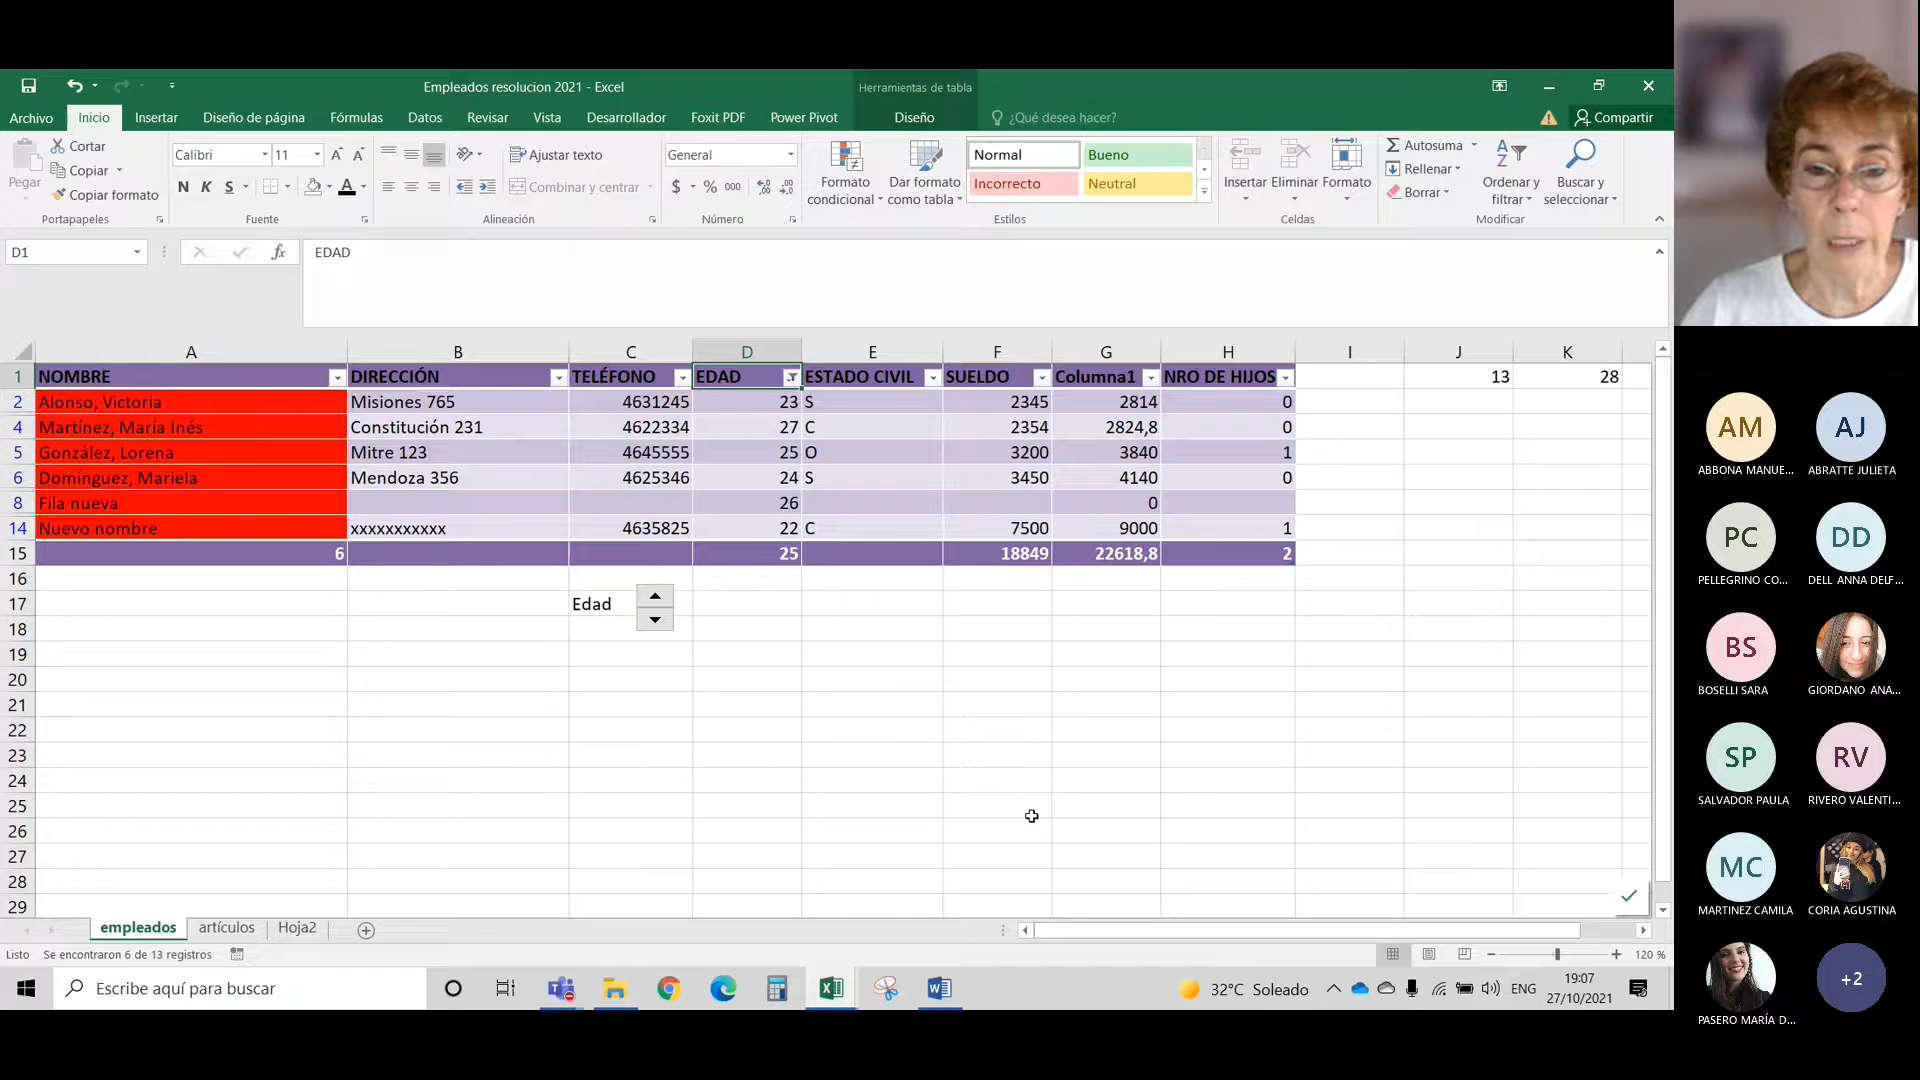 Empleados resolucion 2021 - Excel
Herramientas de tabla
Archivo Inicio Insertar Diseño de página Fórmulas Datos Revisar Vista Desarrollador Foxit PDF Power Pivot Diseño ¿Qué desea hacer? Compartir
Pegar
Cortar
Copiar
Copiar formato
Portapapeles
Calibri 11
N K S A
Fuente
Ajustar texto
Combinar y centrar
Alineación
General
$ % 000
Número
Formato condicional
Dar formato como tabla
Normal Bueno
Incorrecto Neutral
Estilos
Insertar Eliminar Formato
Celdas
Autosuma
Rellenar
Borrar
Ordenar y filtrar
Buscar y seleccionar
Modificar
D1 fx EDAD
A B C D E F G H I J K
1 NOMBRE DIRECCIÓN TELÉFONO EDAD ESTADO CIVIL SUELDO Columna1 NRO DE HIJOS 13 28
2 Alonso, Victoria Misiones 765 4631245 23 S 2345 2814 0
4 Martínez, María Inés Constitución 231 4622334 27 C 2354 2824,8 0
5 González, Lorena Mitre 123 4645555 25 O 3200 3840 1
6 Domínguez, Mariela Mendoza 356 4625346 24 S 3450 4140 0
8 Fila nueva 26 0
14 Nuevo nombre xxxxxxxxxxx 4635825 22 C 7500 9000 1
15 6 25 18849 22618,8 2
16
17 Edad
18
19
20
21
22
23
24
25
26
27
28
29
empleados artículos Hoja2
Listo Se encontraron 6 de 13 registros 120 %
Escribe aquí para buscar
32°C Soleado ENG 19:07
27/10/2021
AM AJ
ABBONA MANUE... ABRATTE JULIETA
PC DD
PELLEGRINO CO... DELL ANNA DELF...
BS
BOSELLI SARA GIORDANO ANA...
SP RV
SALVADOR PAULA RIVERO VALENTI...
MC
MARTINEZ CAMILA CORIA AGUSTINA
+2
PASERO MARÍA D...